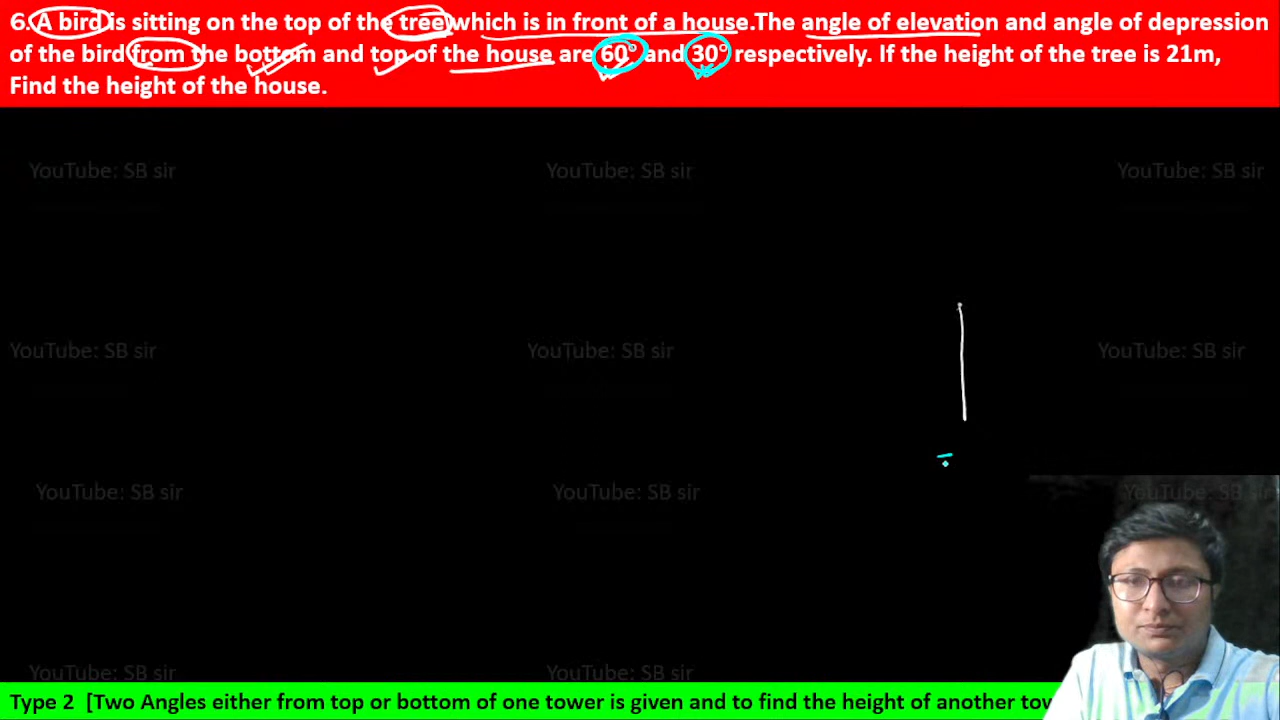 6. A bird is sitting on the top of the tree which is in front of a house.The angle of elevation and angle of depression
of the bird from the bottom and top of the house are 60° and 30° respectively. If the height of the tree is 21m,
Find the height of the house.
YouTube: SB sir YouTube: SB sir YouTube: SB sir
YouTube: SB sir YouTube: SB sir YouTube: SB sir
YouTube: SB sir YouTube: SB sir YouTube: SB sir
YouTube: SB sir YouTube: SB sir
Type 2 [Two Angles either from top or bottom of one tower is given and to find the height of another